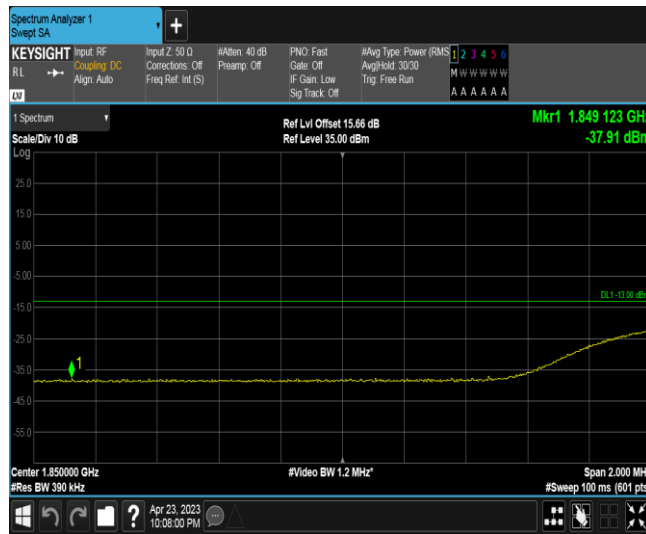 Spectrum Analyzer 1
Swept SA
+
KEYSIGHT
RL
LXI
Input: RF
Coupling: DC
Align: Auto
Input Z: 50 Ω
Corrections: Off
Freq Ref: Int (S)
#Atten: 40 dB
Preamp: Off
PNO: Fast
Gate: Off
IF Gain: Low
Sig Track: Off
#Avg Type: Power (RMS
Avg|Hold: 30/30
Trig: Free Run
1 2 3 4 5 6
M W W W W W
A A A A A A
1 Spectrum
Scale/Div 10 dB
Log
Ref Lvl Offset 15.66 dB
Ref Level 35.00 dBm
Mkr1 1.849 123 GH
-37.91 dBm
25.0
15.0
5.00
-5.00
DL1 -13.00 dBm
-15.0
-25.0
1
-35.0
-45.0
-55.0
Center 1.850000 GHz
#Res BW 390 kHz
#Video BW 1.2 MHz*
Span 2.000 MH
#Sweep 100 ms (601 pts
?
Apr 23, 2023
10:08:00 PM